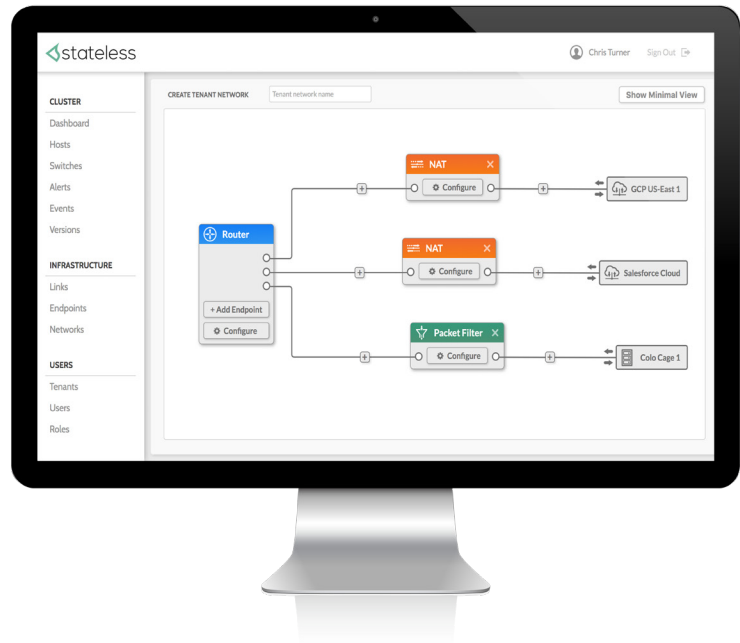 stateless
Chris Turner
Sign Out
CLUSTER
Dashboard
Hosts
Switches
Alerts
Events
Versions
INFRASTRUCTURE
Links
Endpoints
Networks
USERS
Tenants
Users
Roles
CREATE TENANT NETWORK
Tenant network name
Show Minimal View
NAT X
Configure
GCP US-East 1
Router
+ Add Endpoint
Configure
NAT X
Configure
Salesforce Cloud
Packet Filter X
Configure
Colo Cage 1